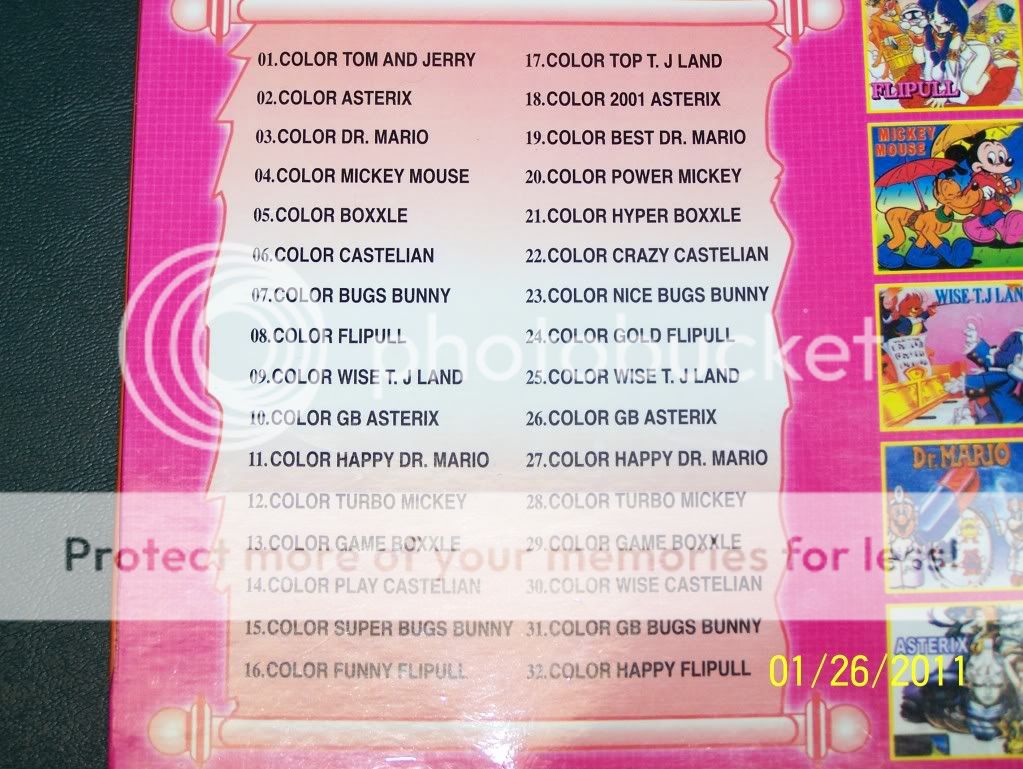 01.COLOR TOM AND JERRY
02.COLOR ASTERIX
03.COLOR DR. MARIO
04.COLOR MICKEY MOUSE
05.COLOR BOXXLE
06.COLOR CASTELIAN
07.COLOR BUGS BUNNY
08.COLOR FLIPULL
09.COLOR WISE T. J LAND
10.COLOR GB ASTERIX
11.COLOR HAPPY DR. MARIO
12.COLOR TURBO MICKEY
13.COLOR GAME BOXXLE
14.COLOR PLAY CASTELIAN
15.COLOR SUPER BUGS BUNNY
16.COLOR FUNNY FLIPULL
17.COLOR TOP T. J LAND
18.COLOR 2001 ASTERIX
19.COLOR BEST DR. MARIO
20.COLOR POWER MICKEY
21.COLOR HYPER BOXXLE
22.COLOR CRAZY CASTELIAN
23.COLOR NICE BUGS BUNNY
24.COLOR GOLD FLIPULL
25.COLOR WISE T. J LAND
26.COLOR GB ASTERIX
27.COLOR HAPPY DR. MARIO
28.COLOR TURBO MICKEY
29.COLOR GAME BOXXLE
30.COLOR WISE CASTELIAN
31.COLOR GB BUGS BUNNY
32.COLOR HAPPY FLIPULL
FLIPULL
MICKEY
MOUSE
WISE T.J LAN
Dr. MARIO
ASTERIX
photobucket
Protect more of your memories for less!
01/26/2011